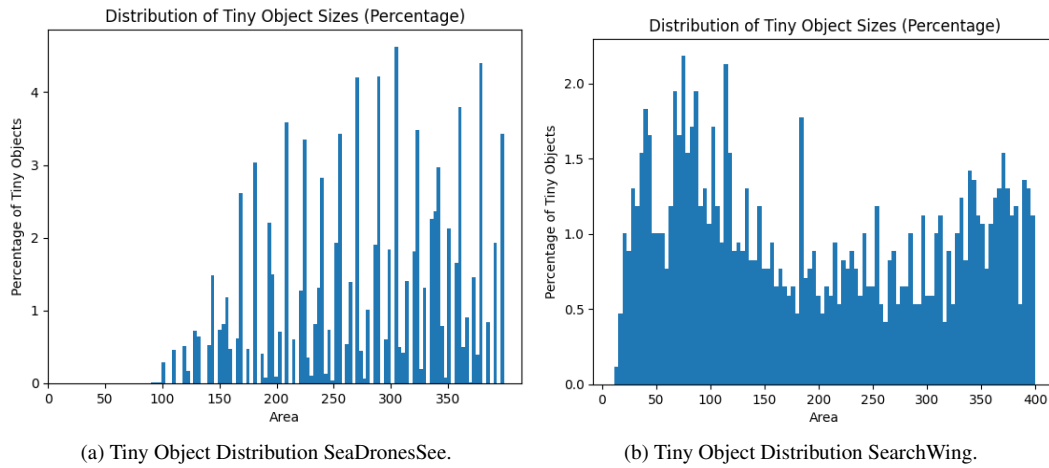 Distribution of Tiny Object Sizes (Percentage)
Percentage of Tiny Objects
4
3
2
1
0
0 50 100 150 200 250 300 350
Area
(a) Tiny Object Distribution SeaDronesSee.
Distribution of Tiny Object Sizes (Percentage)
Percentage of Tiny Objects
2.0
1.5
1.0
0.5
0.0
0 50 100 150 200 250 300 350 400
Area
(b) Tiny Object Distribution SearchWing.